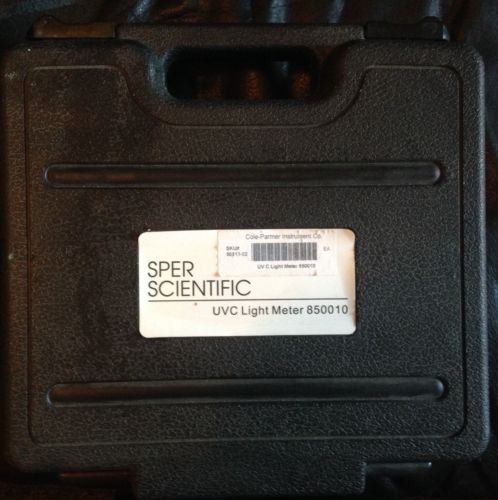 Cole-Parmer Instrument Co.
SKU#
EA
UV C Light Meter 850010
SPER
SCIENTIFIC
UVC Light Meter 850010